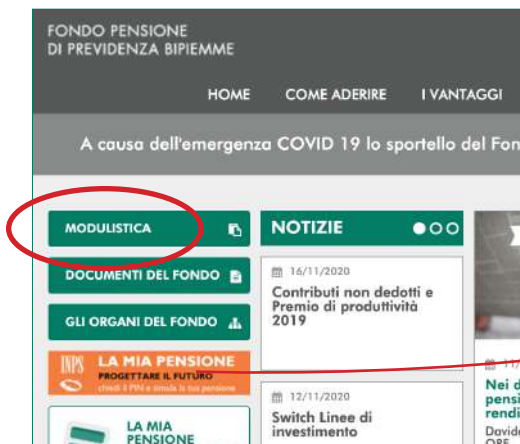 FONDO PENSIONE
DI PREVIDENZA BIPIEMME
HOME COME ADERIRE I VANTAGGI
A causa dell'emergenza COVID 19 lo sportello del Fon
MODULISTICA
DOCUMENTI DEL FONDO
GLI ORGANI DEL FONDO
INPS LA MIA PENSIONE
PROGETTARE IL FUTURO
chiedi il PIN e simula la tua pensione
LA MIA
PENSIONE
NOTIZIE
16/11/2020
Contributi non dedotti e
Premio di produttività
2019
12/11/2020
Switch Linee di
investimento
Nei d
pensi
rendi
Davide